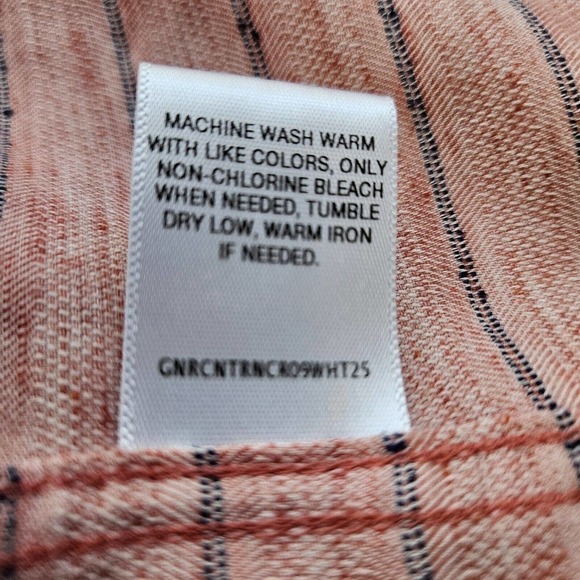 MACHINE WASH WARM
WITH LIKE COLORS, ONLY
NON-CHLORINE BLEACH
WHEN NEEDED, TUMBLE
DRY LOW, WARM IRON
IF NEEDED.
GNRCNTRNCR09WHT25